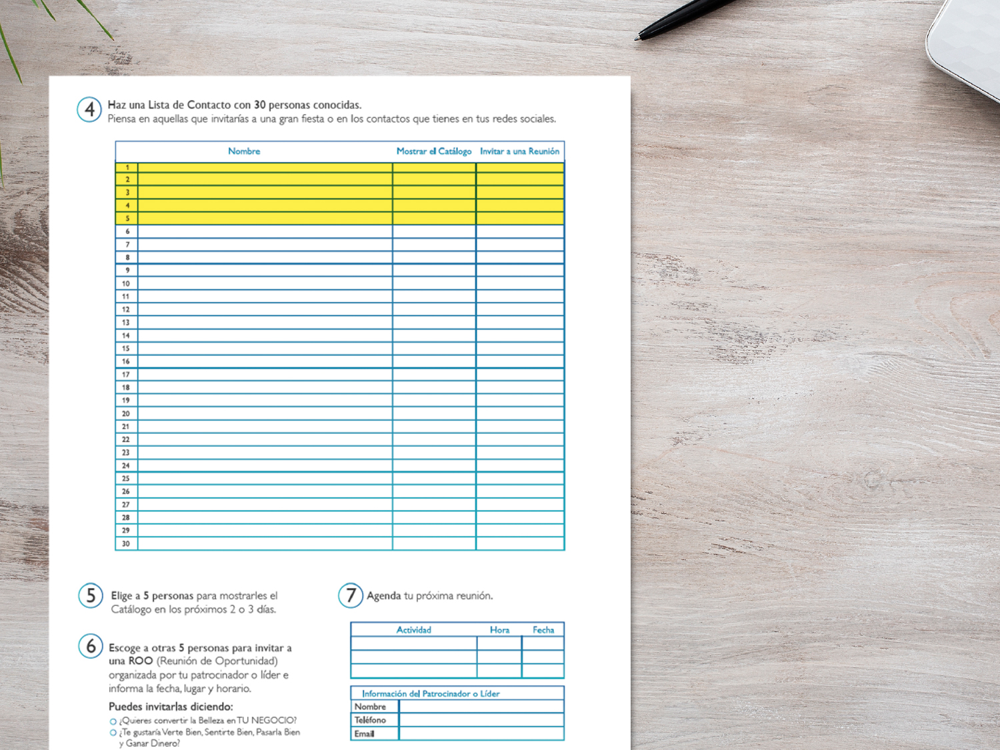 4 Haz una Lista de Contacto con 30 personas conocidas.
Piensa en aquellas que invitarías a una gran fiesta o en los contactos que tienes en tus redes sociales.
Nombre Mostrar el Catálogo Invitar a una Reunión
1
2
3
4
5
6
7
8
9
10
11
12
13
14
15
16
17
18
19
20
21
22
23
24
25
26
27
28
29
30
5 Elige a 5 personas para mostrarles el
Catálogo en los próximos 2 o 3 días.
6 Escoge a otras 5 personas para invitar a
una ROO (Reunión de Oportunidad)
organizada por tu patrocinador o líder e
informa la fecha, lugar y horario.
Puedes invitarlas diciendo:
¿Quieres convertir la Belleza en TU NEGOCIO?
¿Te gustaría Verte Bien, Sentirte Bien, Pasarla Bien
y Ganar Dinero?
7 Agenda tu próxima reunión.
Actividad Hora Fecha
Información del Patrocinador o Líder
Nombre
Teléfono
Email